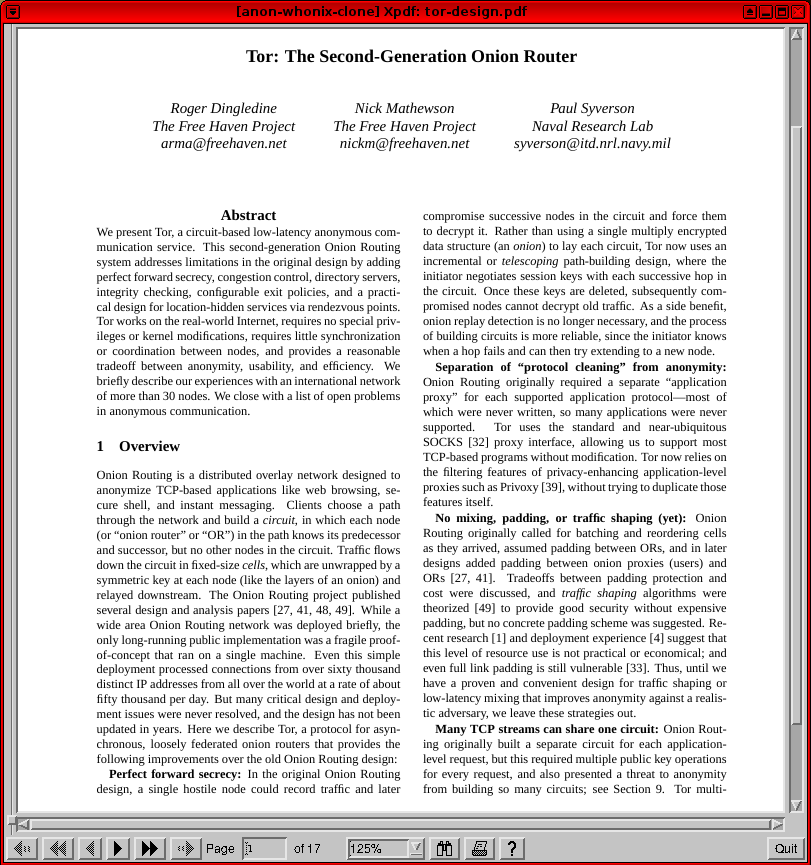 [anon-whonix-clone] Xpdf: tor-design.pdf
Tor: The Second-Generation Onion Router
Roger Dingledine
The Free Haven Project
arma@freehaven.net
Nick Mathewson
The Free Haven Project
nickm@freehaven.net
Paul Syverson
Naval Research Lab
syverson@itd.nrl.navy.mil
Abstract
We present Tor, a circuit-based low-latency anonymous com-
munication service. This second-generation Onion Routing
system addresses limitations in the original design by adding
perfect forward secrecy, congestion control, directory servers,
integrity checking, configurable exit policies, and a practi-
cal design for location-hidden services via rendezvous points.
Tor works on the real-world Internet, requires no special priv-
ileges or kernel modifications, requires little synchronization
or coordination between nodes, and provides a reasonable
tradeoff between anonymity, usability, and efficiency. We
briefly describe our experiences with an international network
of more than 30 nodes. We close with a list of open problems
in anonymous communication.
1 Overview
Onion Routing is a distributed overlay network designed to
anonymize TCP-based applications like web browsing, se-
cure shell, and instant messaging. Clients choose a path
through the network and build a circuit, in which each node
(or “onion router” or “OR”) in the path knows its predecessor
and successor, but no other nodes in the circuit. Traffic flows
down the circuit in fixed-size cells, which are unwrapped by a
symmetric key at each node (like the layers of an onion) and
relayed downstream. The Onion Routing project published
several design and analysis papers [27, 41, 48, 49]. While a
wide area Onion Routing network was deployed briefly, the
only long-running public implementation was a fragile proof-
of-concept that ran on a single machine. Even this simple
deployment processed connections from over sixty thousand
distinct IP addresses from all over the world at a rate of about
fifty thousand per day. But many critical design and deploy-
ment issues were never resolved, and the design has not been
updated in years. Here we describe Tor, a protocol for asyn-
chronous, loosely federated onion routers that provides the
following improvements over the old Onion Routing design:
Perfect forward secrecy: In the original Onion Routing
design, a single hostile node could record traffic and later
compromise successive nodes in the circuit and force them
to decrypt it. Rather than using a single multiply encrypted
data structure (an onion) to lay each circuit, Tor now uses an
incremental or telescoping path-building design, where the
initiator negotiates session keys with each successive hop in
the circuit. Once these keys are deleted, subsequently com-
promised nodes cannot decrypt old traffic. As a side benefit,
onion replay detection is no longer necessary, and the process
of building circuits is more reliable, since the initiator knows
when a hop fails and can then try extending to a new node.
Separation of “protocol cleaning” from anonymity:
Onion Routing originally required a separate “application
proxy” for each supported application protocol—most of
which were never written, so many applications were never
supported. Tor uses the standard and near-ubiquitous
SOCKS [32] proxy interface, allowing us to support most
TCP-based programs without modification. Tor now relies on
the filtering features of privacy-enhancing application-level
proxies such as Privoxy [39], without trying to duplicate those
features itself.
No mixing, padding, or traffic shaping (yet): Onion
Routing originally called for batching and reordering cells
as they arrived, assumed padding between ORs, and in later
designs added padding between onion proxies (users) and
ORs [27, 41]. Tradeoffs between padding protection and
cost were discussed, and traffic shaping algorithms were
theorized [49] to provide good security without expensive
padding, but no concrete padding scheme was suggested. Re-
cent research [1] and deployment experience [4] suggest that
this level of resource use is not practical or economical; and
even full link padding is still vulnerable [33]. Thus, until we
have a proven and convenient design for traffic shaping or
low-latency mixing that improves anonymity against a realis-
tic adversary, we leave these strategies out.
Many TCP streams can share one circuit: Onion Rout-
ing originally built a separate circuit for each application-
level request, but this required multiple public key operations
for every request, and also presented a threat to anonymity
from building so many circuits; see Section 9. Tor multi-
Page 1 of 17 125% ? Quit